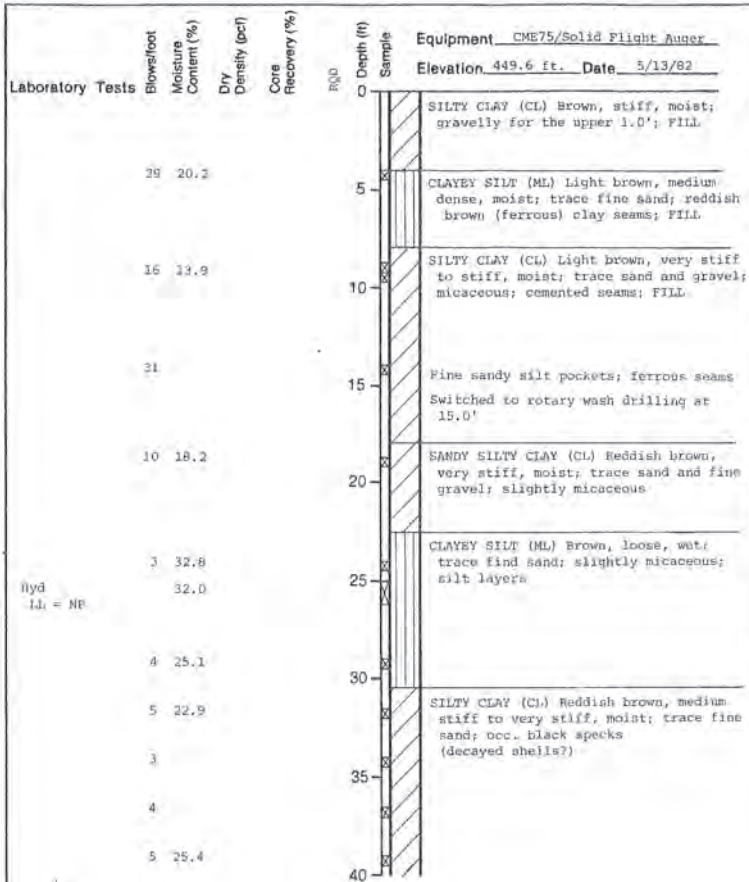 Equipment CME75/Solid Flight Auger
Elevation 449.6 ft. Date 5/13/82
Laboratory Tests
Blows/foot
Moisture Content (%)
Dry Density (pcf)
Core Recovery (%)
RQD
Depth (ft)
Sample
0
SILTY CLAY (CL) Brown, stiff, moist;
gravelly for the upper 1.0'; FILL
29 20.2
5
CLAYEY SILT (ML) Light brown, medium
dense, moist; trace fine sand; reddish
brown (ferrous) clay seams; FILL
16 23.9
10
SILTY CLAY (CL) Light brown, very stiff
to stiff, moist; trace sand and gravel;
micaceous; cemented seams; FILL
31
15
Fine sandy silt pockets; ferrous seams
Switched to rotary wash drilling at
15.0'
10 18.2
20
SANDY SILTY CLAY (CL) Reddish brown,
very stiff, moist; trace sand and fine
gravel; slightly micaceous
3 32.8
25
CLAYEY SILT (ML) Brown, loose, wet;
trace find sand; slightly micaceous;
silt layers
Hyd 32.0
LL = NP
4 25.1
30
5 22.9
SILTY CLAY (CL) Reddish brown, medium
stiff to very stiff, moist; trace fine
sand; occ. black specks
(decayed shells?)
3
35
4
5 25.4
40